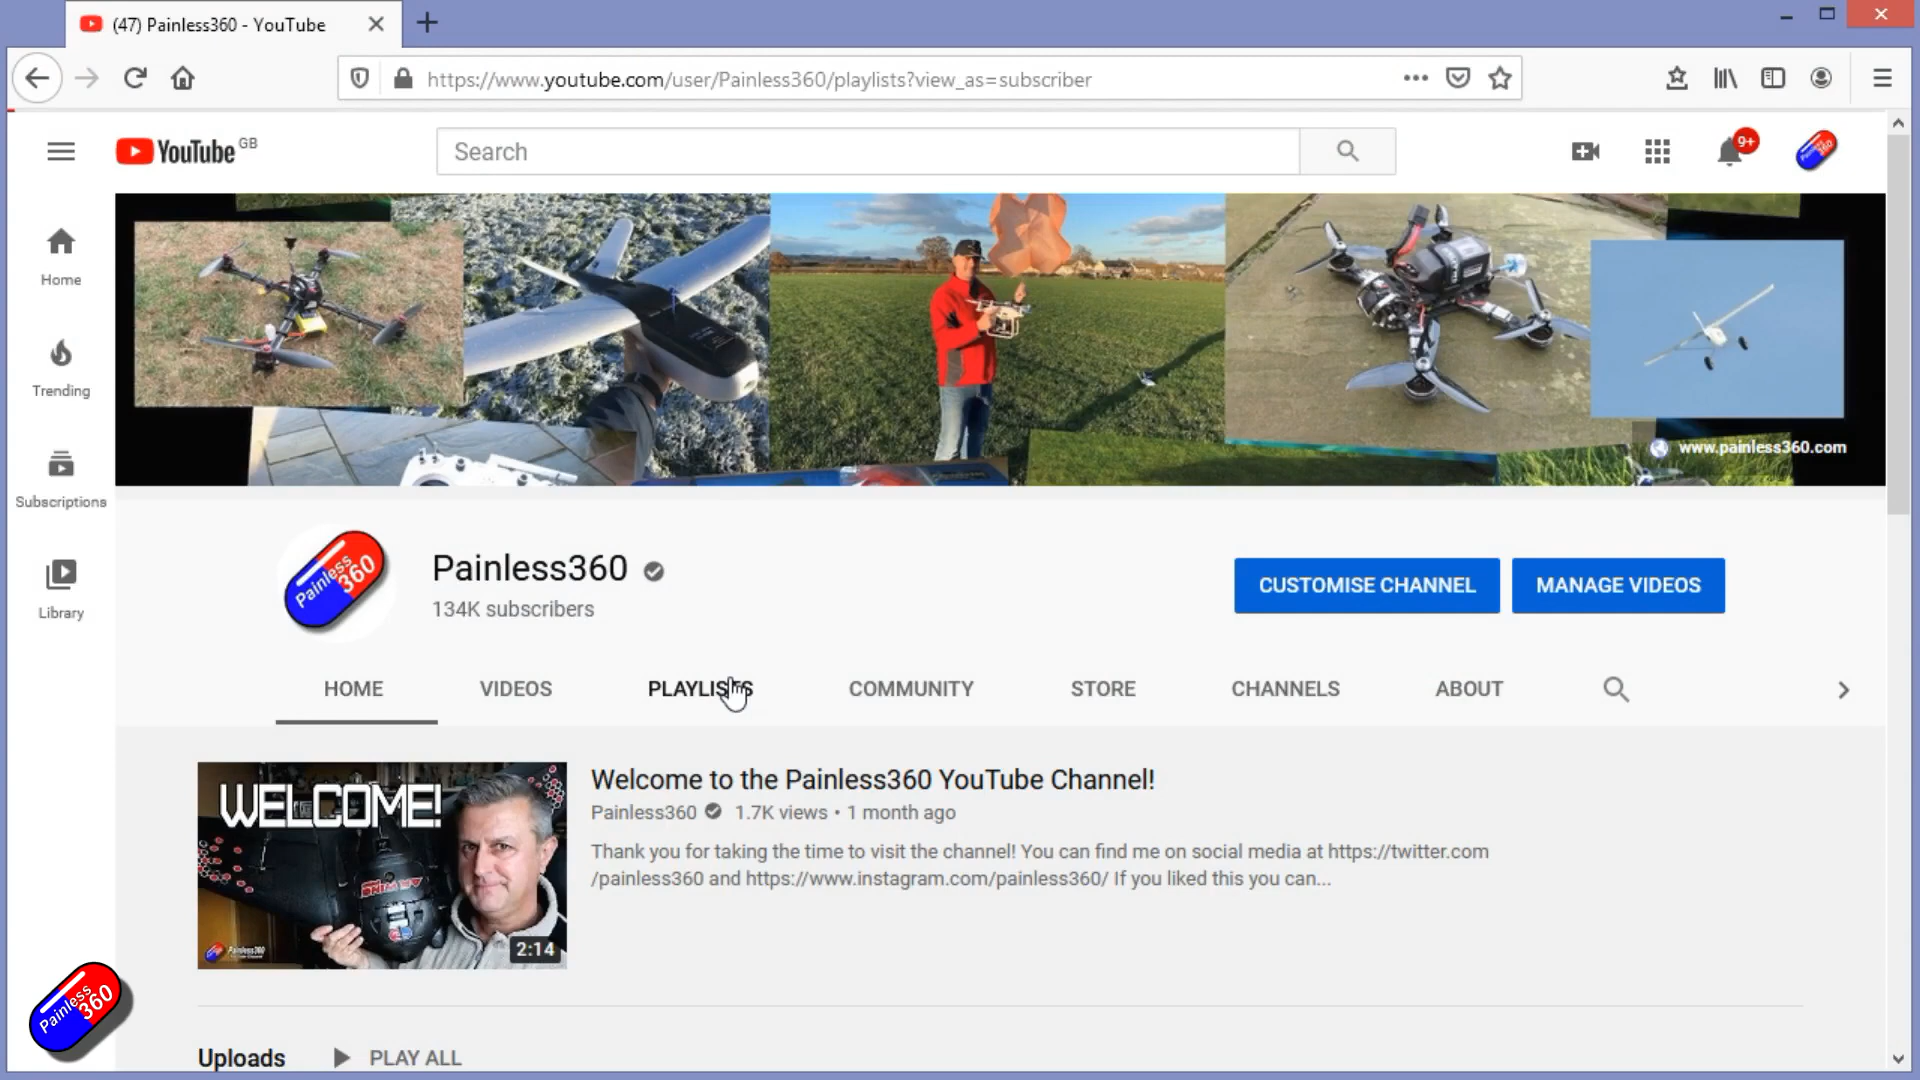 (47) Painless360 - YouTube
https://www.youtube.com/user/Painless360/playlists?view_as=subscriber
YouTube GB
Search
9+
Home
Trending
Subscriptions
Library
www.painless360.com
Painless360
Painless360
134K subscribers
CUSTOMISE CHANNEL
MANAGE VIDEOS
HOME
VIDEOS
PLAYLISTS
COMMUNITY
STORE
CHANNELS
ABOUT
WELCOME!
2:14
Welcome to the Painless360 YouTube Channel!
Painless360 1.7K views • 1 month ago
Thank you for taking the time to visit the channel! You can find me on social media at https://twitter.com
/painless360 and https://www.instagram.com/painless360/ If you liked this you can...
Painless360
Uploads
PLAY ALL